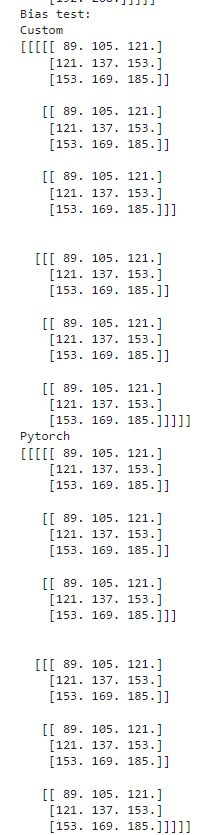 Bias test:
Custom
[[[[[ 89. 105. 121.]
[121. 137. 153.]
[153. 169. 185.]]
[[ 89. 105. 121.]
[121. 137. 153.]
[153. 169. 185.]]
[[ 89. 105. 121.]
[121. 137. 153.]
[153. 169. 185.]]]
[[[ 89. 105. 121.]
[121. 137. 153.]
[153. 169. 185.]]
[[ 89. 105. 121.]
[121. 137. 153.]
[153. 169. 185.]]
[[ 89. 105. 121.]
[121. 137. 153.]
[153. 169. 185.]]]]]
Pytorch
[[[[[ 89. 105. 121.]
[121. 137. 153.]
[153. 169. 185.]]
[[ 89. 105. 121.]
[121. 137. 153.]
[153. 169. 185.]]
[[ 89. 105. 121.]
[121. 137. 153.]
[153. 169. 185.]]]
[[[ 89. 105. 121.]
[121. 137. 153.]
[153. 169. 185.]]
[[ 89. 105. 121.]
[121. 137. 153.]
[153. 169. 185.]]
[[ 89. 105. 121.]
[121. 137. 153.]
[153. 169. 185.]]]]]